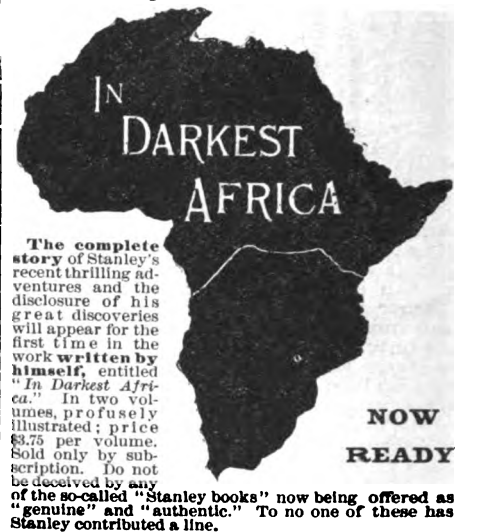 IN
DARKEST
AFRICA
The complete
story of Stanley's
recent thrilling ad-
ventures and the
disclosure of his
great discoveries
will appear for the
first time in the
work written by
himself, entitled
"In Darkest Afri-
ca." In two vol-
umes, profusely
illustrated; price
$3.75 per volume.
Sold only by sub-
scription. Do not
be deceived by any
of the so-called "Stanley books" now being offered as
"genuine" and "authentic." To no one of these has
Stanley contributed a line.
NOW
READY